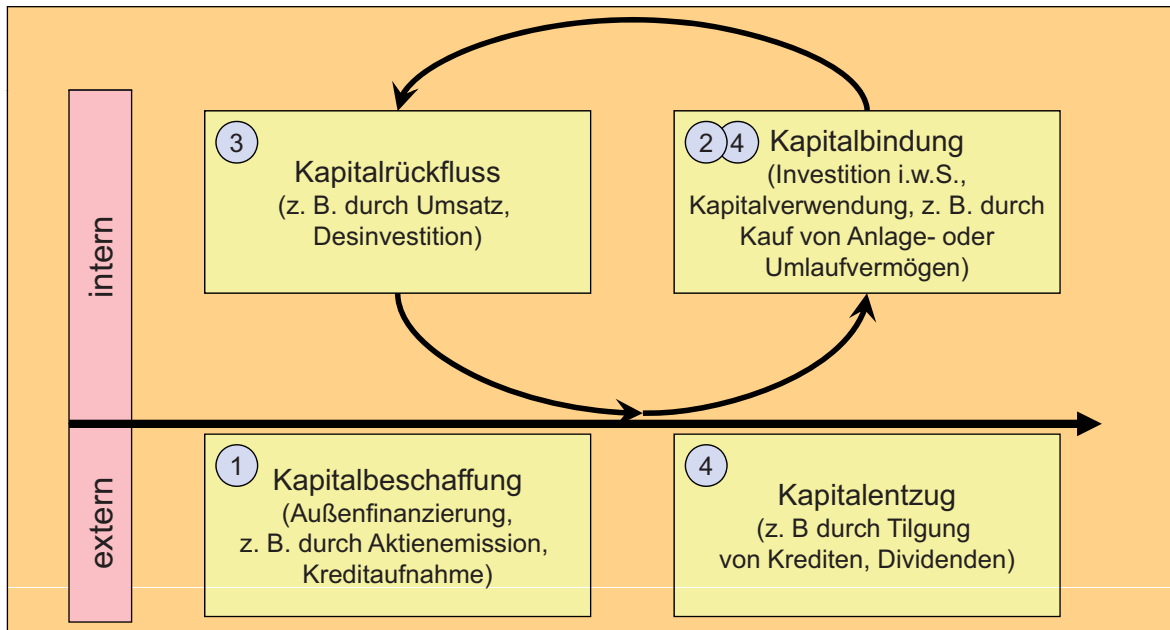 intern
3
Kapitalrückfluss
(z. B. durch Umsatz,
Desinvestition)
2 4
Kapitalbindung
(Investition i.w.S.,
Kapitalverwendung, z. B. durch
Kauf von Anlage- oder
Umlaufvermögen)
extern
1
Kapitalbeschaffung
(Außenfinanzierung,
z. B. durch Aktienemission,
Kreditaufnahme)
4
Kapitalentzug
(z. B durch Tilgung
von Krediten, Dividenden)